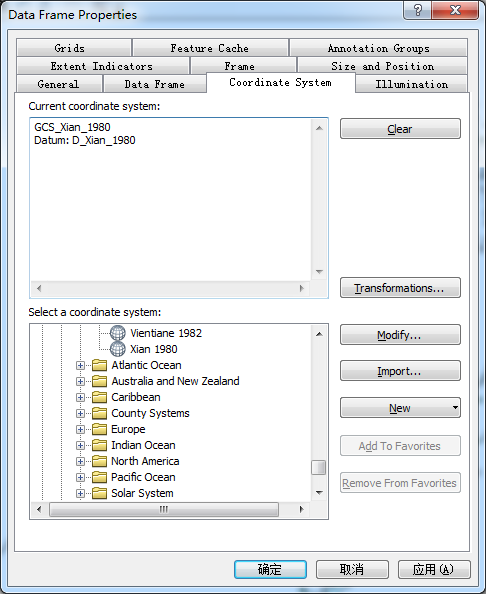 Data Frame Properties
Grids
Feature Cache
Annotation Groups
Extent Indicators
Frame
Size and Position
General
Data Frame
Coordinate System
Illumination
Current coordinate system:
GCS_Xian_1980
Datum: D_Xian_1980
Clear
Transformations...
Select a coordinate system:
Vientiane 1982
Xian 1980
Atlantic Ocean
Australia and New Zealand
Caribbean
County Systems
Europe
Indian Ocean
North America
Pacific Ocean
Solar System
Modify...
Import...
New
Add To Favorites
Remove From Favorites
确定
取消
应用(A)